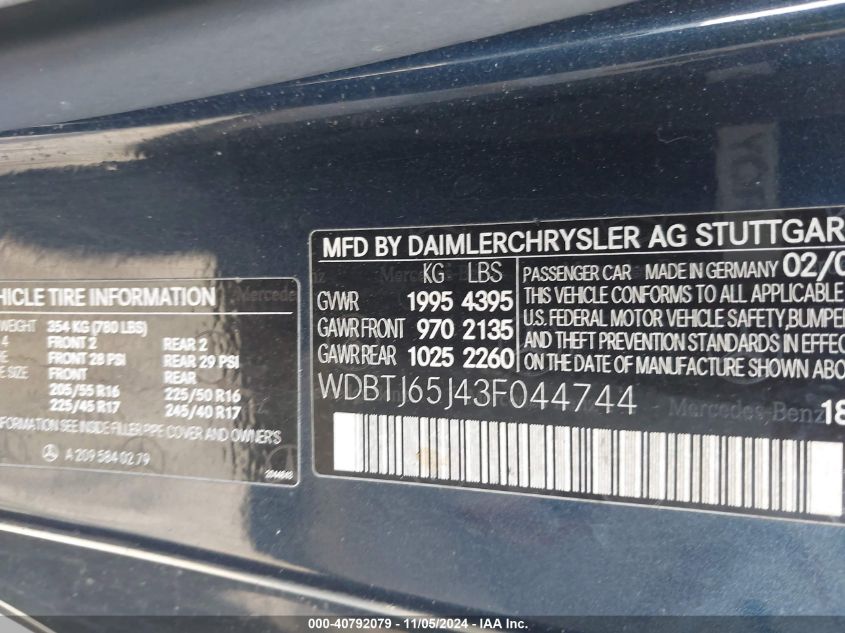 MFD BY DAIMLERCHRYSLER AG STUTTGAR
KG LBS
GVWR 1995 4395
GAWR FRONT 970 2135
GAWR REAR 1025 2260
PASSENGER CAR MADE IN GERMANY 02/0
THIS VEHICLE CONFORMS TO ALL APPLICABLE
U.S. FEDERAL MOTOR VEHICLE SAFETY, BUMPER
AND THEFT PREVENTION STANDARDS IN EFFEC
ON THE DATE OF MANUFACTURE SHOWN ABO
WDBTJ65J43F044744
Mercedes-Benz
18
HICLE TIRE INFORMATION
WEIGHT 354 KG (780 LBS)
4 FRONT 2 REAR 2
RE FRONT 28 PSI REAR 29 PSI
FRONT REAR
205/55 R16 225/50 R16
225/45 R17 245/40 R17
FORMATION SEE INSIDE FILLER PIPE COVER AND OWNER'S
A 209 584 02 79
000-40792079 - 11/05/2024 - IAA Inc.